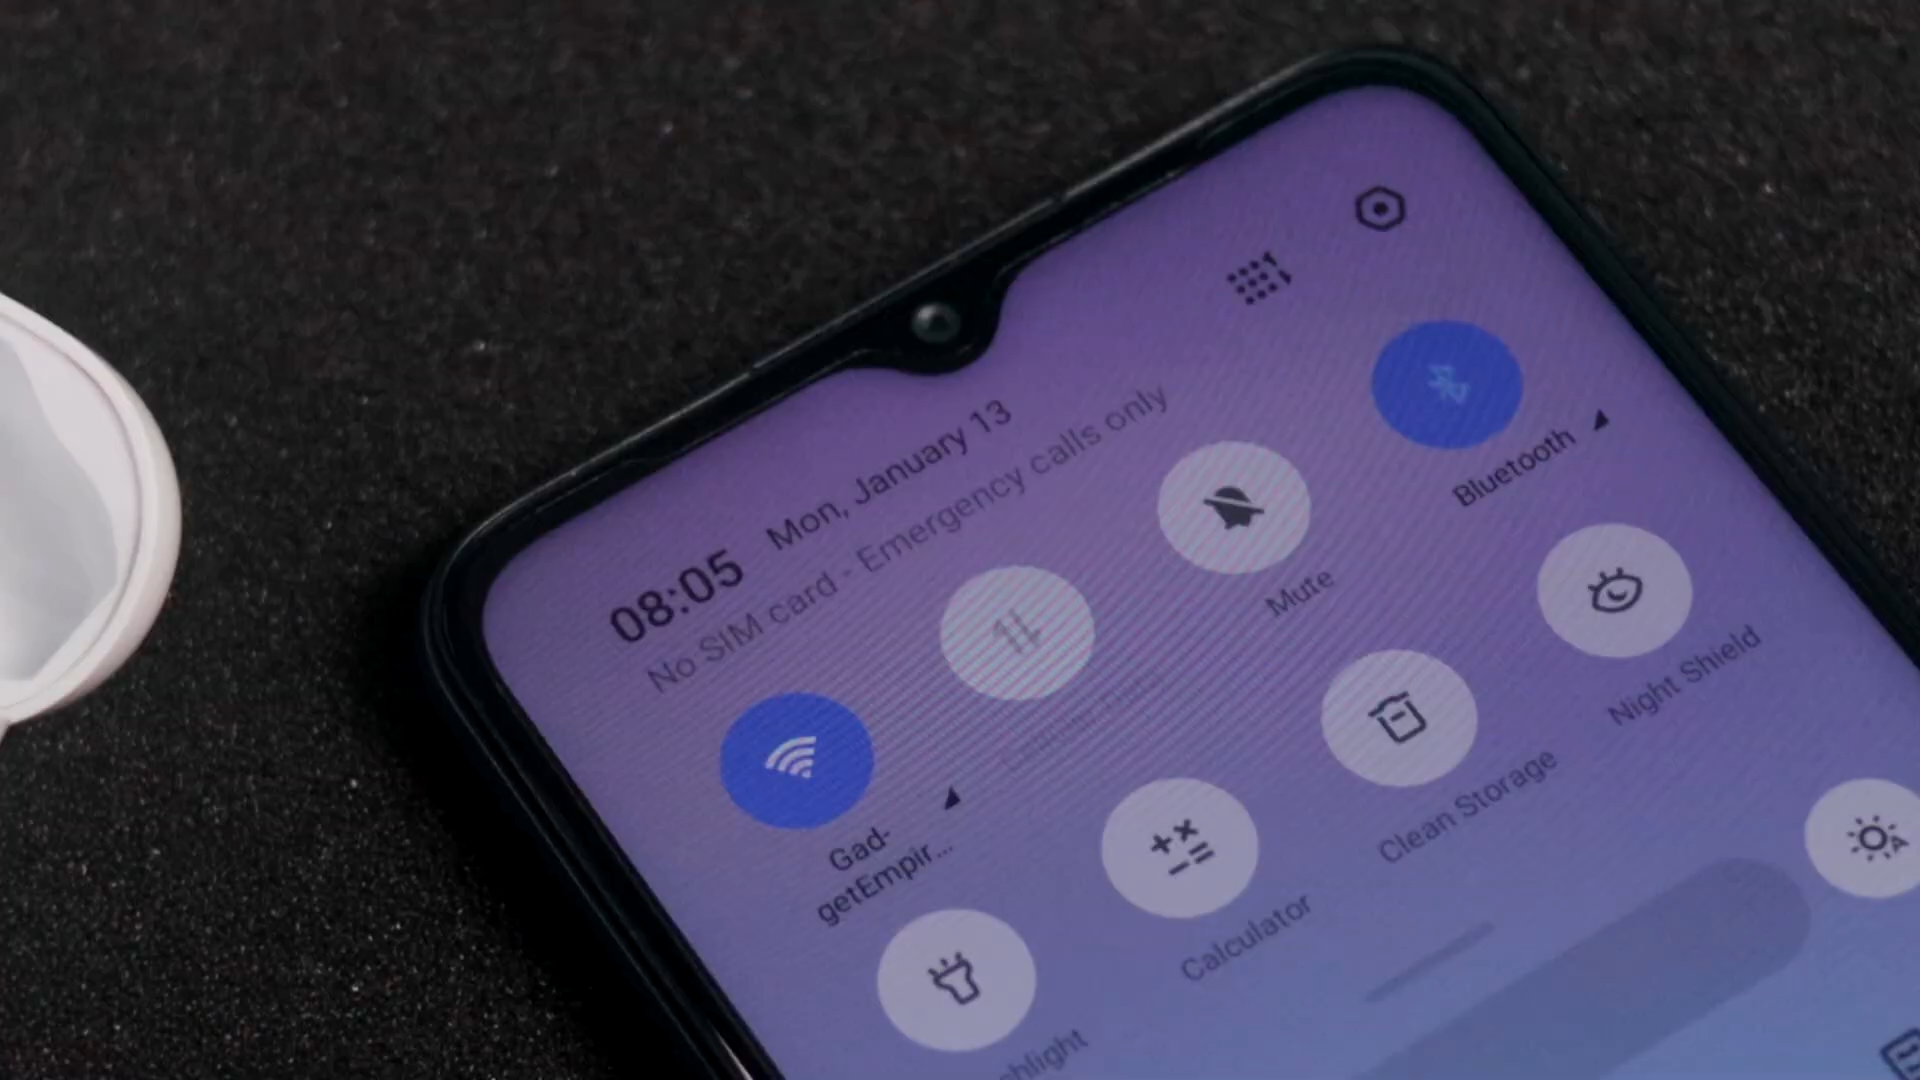 08:05 Mon, January 13
No SIM card - Emergency calls only
Gad-
getEmpir...
Mute
Bluetooth
Calculator
Clean Storage
Night Shield